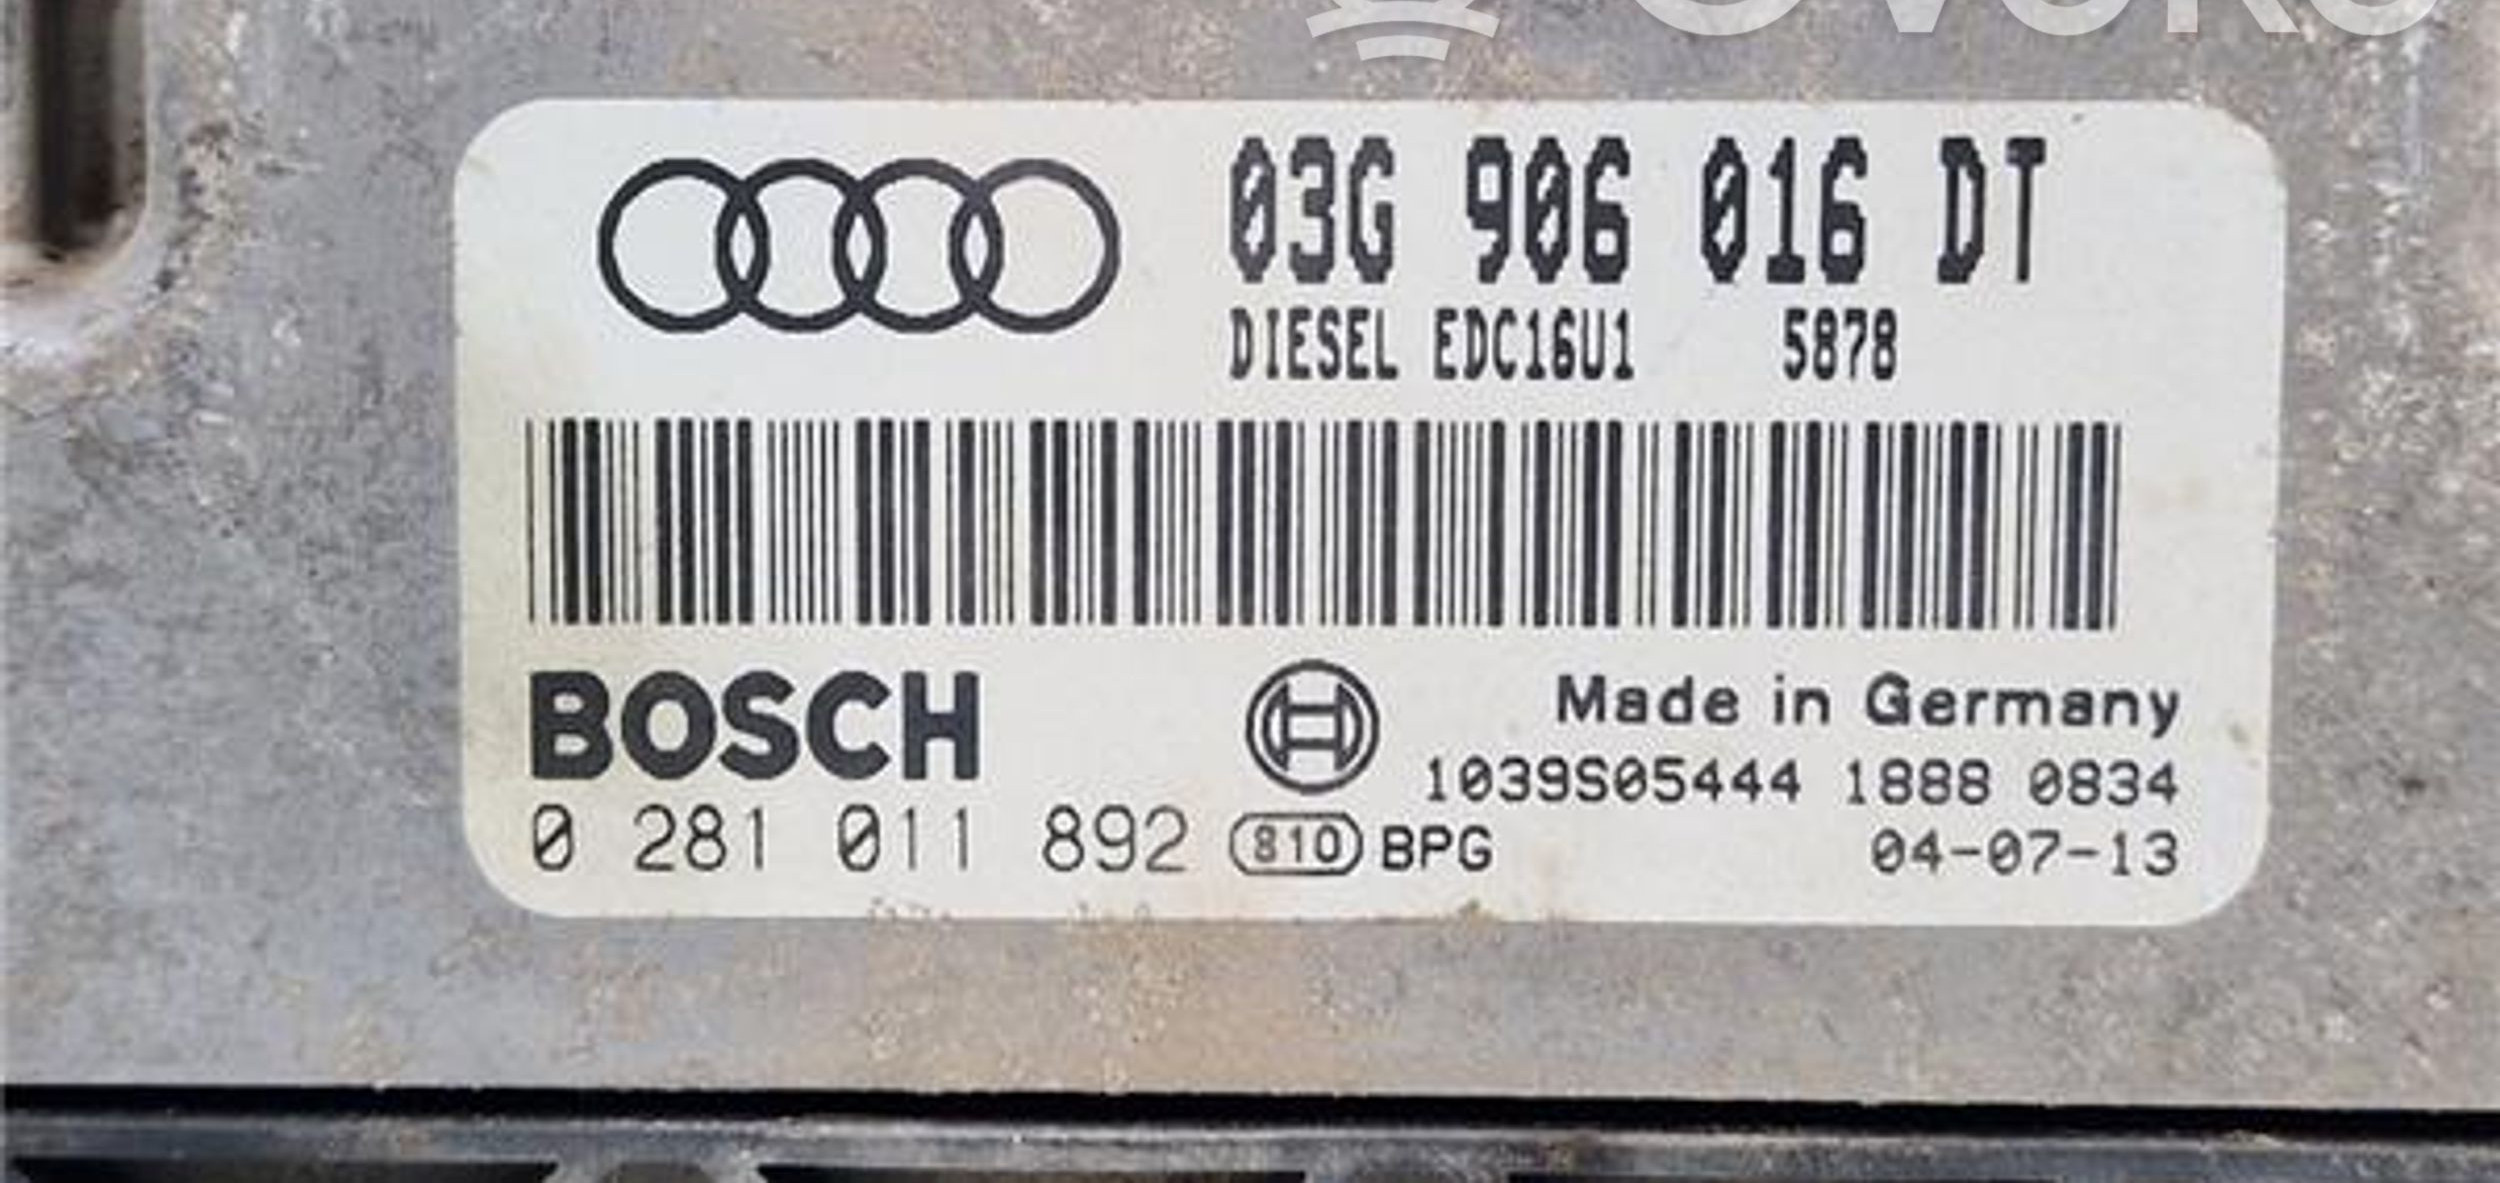 03G 906 016 DT
DIESEL EDC16U1 5878
BOSCH
Made in Germany
1039S05444 1888 0834
0 281 011 892 810 BPG
04-07-13